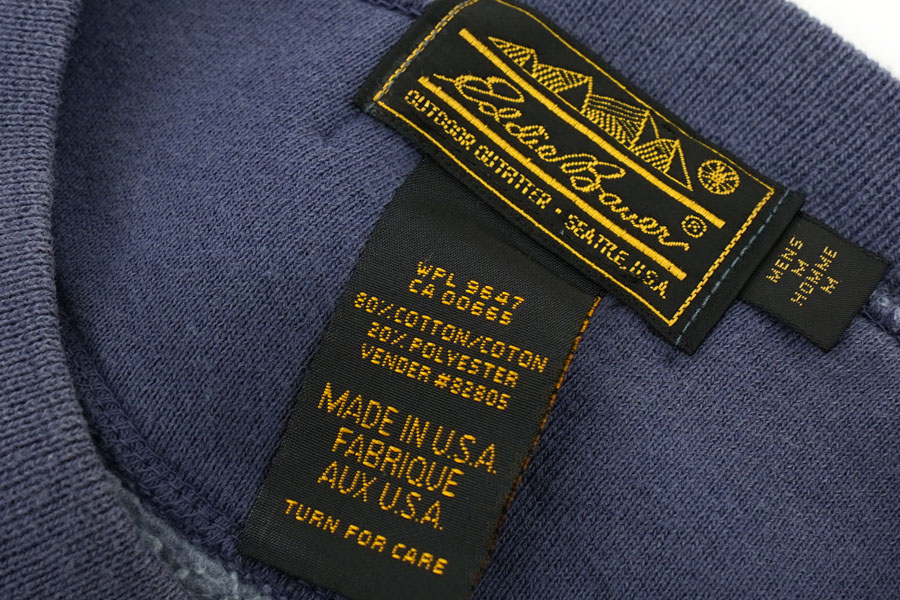 Eddie Bauer®
OUTDOOR OUTFITTER · SEATTLE, U.S.A.
MENS
M
HOMME
M
WPL 9647
CA 00665
80% COTTON/COTON
20% POLYESTER
VENDER #82805
MADE IN U.S.A.
FABRIQUE
AUX U.S.A.
TURN FOR CARE